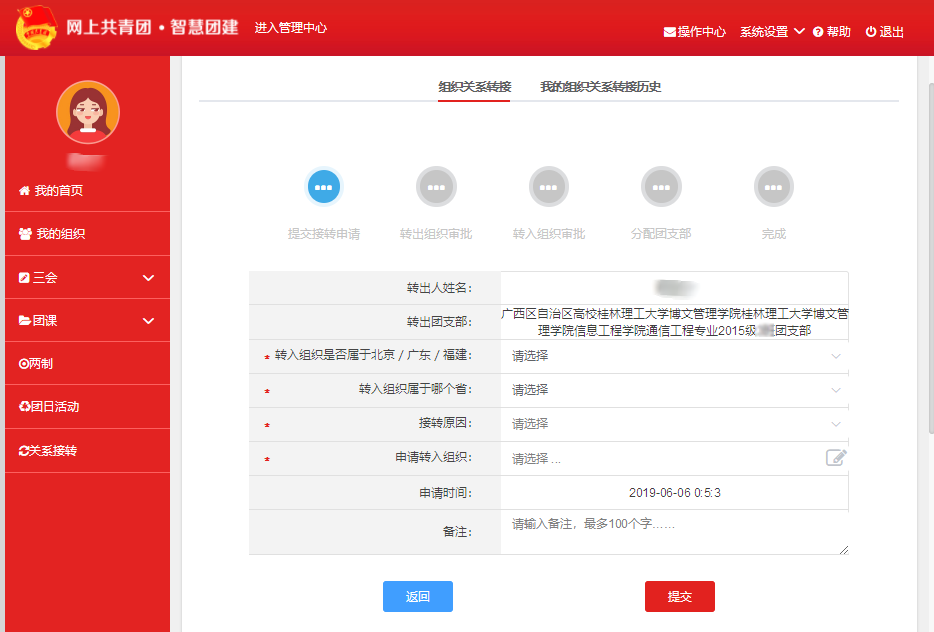 网上共青团·智慧团建 进入管理中心
操作中心 系统设置 帮助 退出
我的首页
我的组织
三会
团课
两制
团日活动
关系接转
组织关系转接 我的组织关系转接历史
提交接转申请 转出组织审批 转入组织审批 分配团支部 完成
转出人姓名：
转出团支部： 广西区自治区高校桂林理工大学博文管理学院桂林理工大学博文管
理学院信息工程学院通信工程专业2015级 团支部
* 转入组织是否属于北京 / 广东 / 福建： 请选择
* 转入组织属于哪个省： 请选择
* 接转原因： 请选择
* 申请转入组织： 请选择 ...
申请时间： 2019-06-06 0:5:3
备注： 请输入备注，最多100个字……
返回 提交